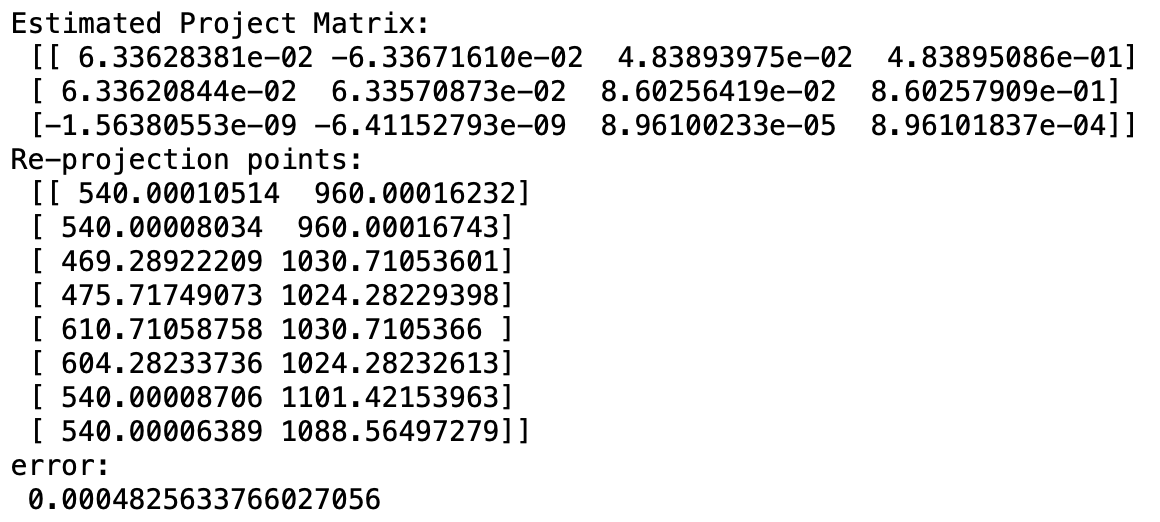 Estimated Project Matrix:
[[ 6.33628381e-02 -6.33671610e-02  4.83893975e-02  4.83895086e-01]
[ 6.33620844e-02  6.33570873e-02  8.60256419e-02  8.60257909e-01]
[-1.56380553e-09 -6.41152793e-09  8.96100233e-05  8.96101837e-04]]
Re-projection points:
[[ 540.00010514  960.00016232]
[ 540.00008034  960.00016743]
[ 469.28922209 1030.71053601]
[ 475.71749073 1024.28229398]
[ 610.71058758 1030.7105366 ]
[ 604.28233736 1024.28232613]
[ 540.00008706 1101.42153963]
[ 540.00006389 1088.56497279]]
error:
0.0004825633766027056